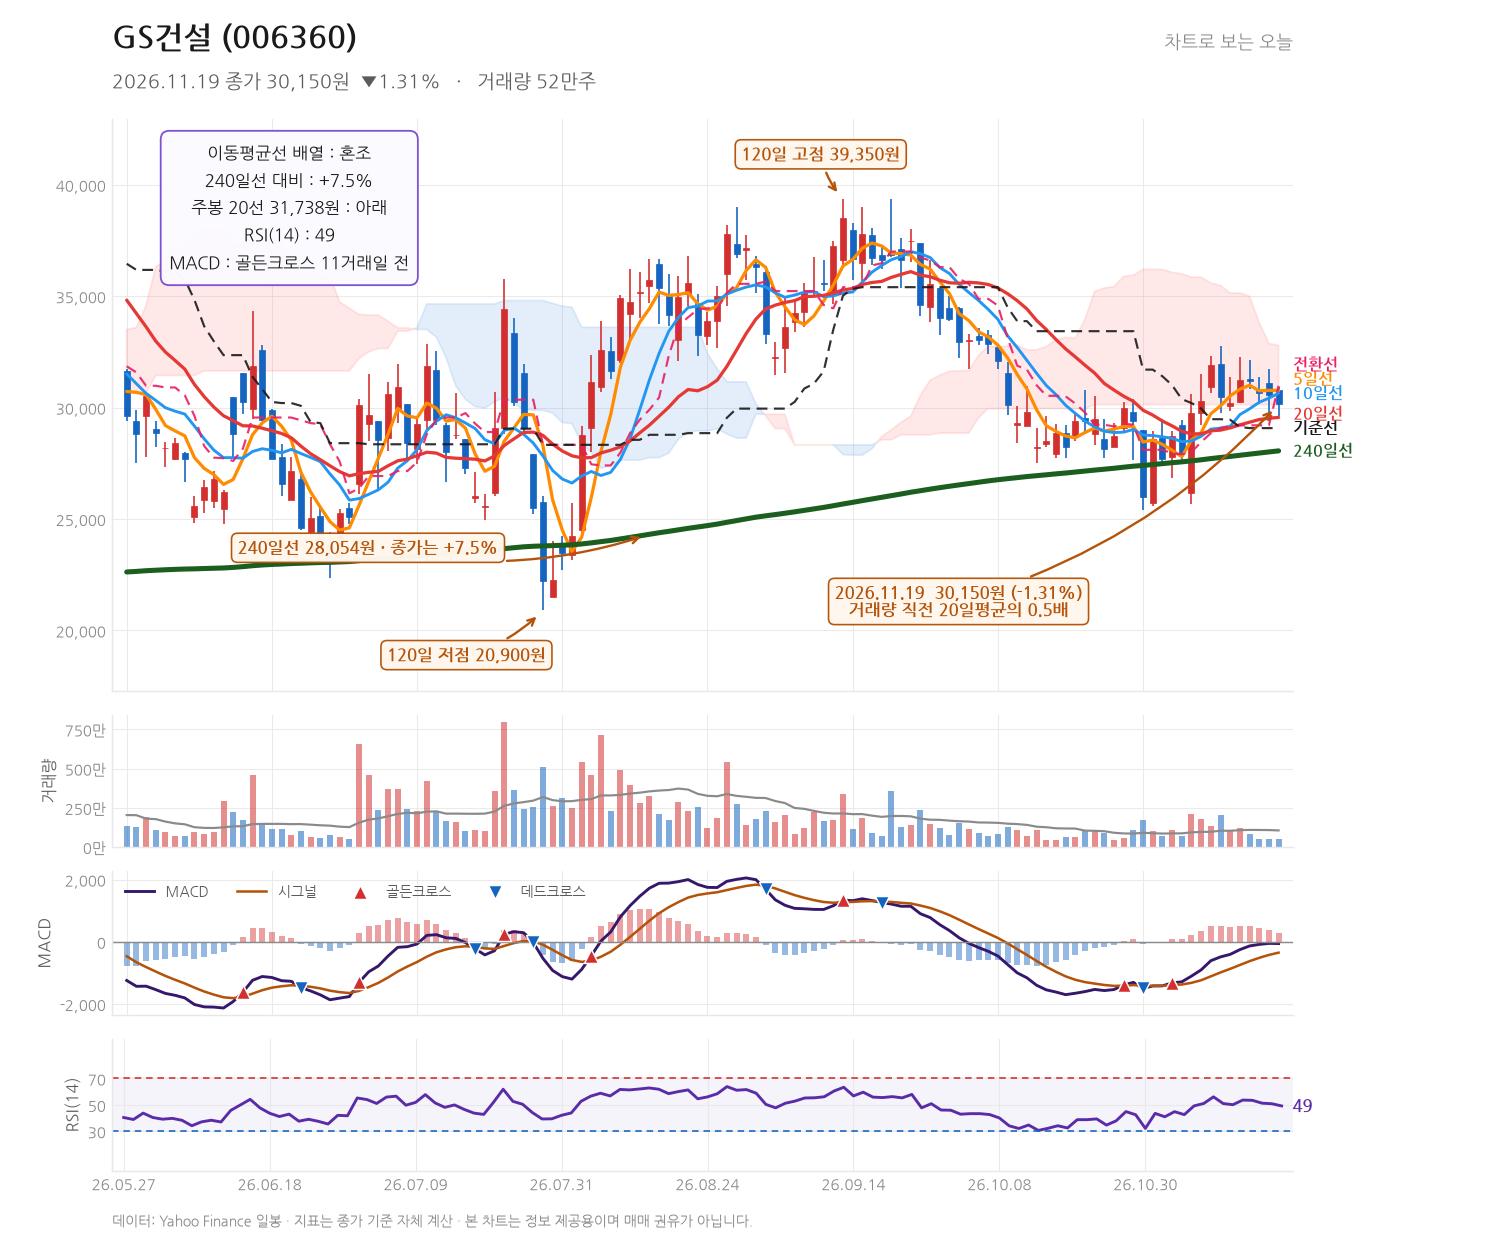 GS건설 (006360)
차트로 보는 오늘
2026.11.19 종가 30,150원 ▼1.31% · 거래량 52만주
이동평균선 배열 : 혼조
240일선 대비 : +7.5%
주봉 20선 31,738원 : 아래
RSI(14) : 49
MACD : 골든크로스 11거래일 전
120일 고점 39,350원
40,000
35,000
30,000
25,000
20,000
전환선
5일선
10일선
20일선
기준선
240일선
240일선 28,054원 · 종가는 +7.5%
2026.11.19 30,150원 (-1.31%)
거래량 직전 20일평균의 0.5배
120일 저점 20,900원
거래량
750만
500만
250만
0만
MACD
2,000
0
-2,000
MACD
시그널
골든크로스
데드크로스
RSI(14)
70
50
30
49
26.05.27
26.06.18
26.07.09
26.07.31
26.08.24
26.09.14
26.10.08
26.10.30
데이터: Yahoo Finance 일봉 · 지표는 종가 기준 자체 계산 · 본 차트는 정보 제공용이며 매매 권유가 아닙니다.